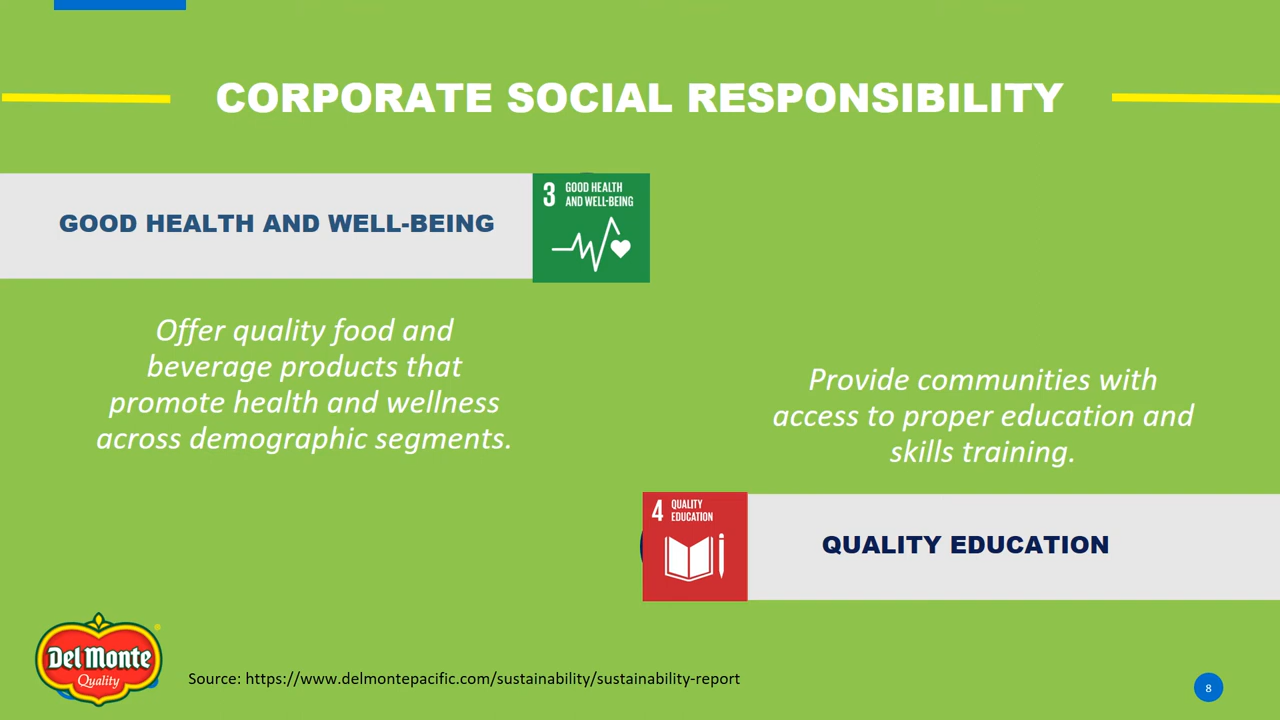 CORPORATE SOCIAL RESPONSIBILITY
GOOD HEALTH AND WELL-BEING
3 GOOD HEALTH
AND WELL-BEING
Offer quality food and
beverage products that
promote health and wellness
across demographic segments.
Provide communities with
access to proper education and
skills training.
4 QUALITY
EDUCATION
QUALITY EDUCATION
Del Monte
Quality
Source: https://www.delmontepacific.com/sustainability/sustainability-report
8